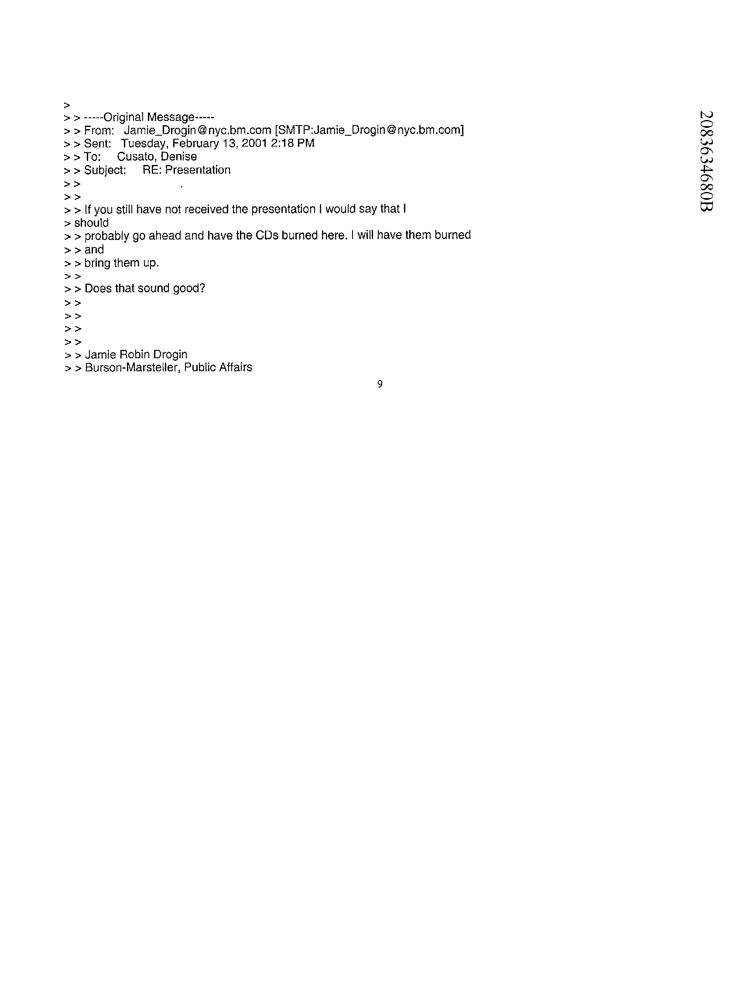 >
> > -----Original Message-----
> > From: Jamie_Drogin@nyc.bm.com [SMTP:Jamie_Drogin@nyc.bm.com]
> > Sent: Tuesday, February 13, 2001 2:18 PM
> > To: Cusato, Denise
> > Subject: RE: Presentation
> >
> >
> > If you still have not received the presentation I would say that I
> should
> > probably go ahead and have the CDs burned here. I will have them burned
> > and
> > bring them up.
> >
> > Does that sound good?
> >
> >
> >
> >
> > Jamie Robin Drogin
> > Burson-Marsteller, Public Affairs
9
2083634680B